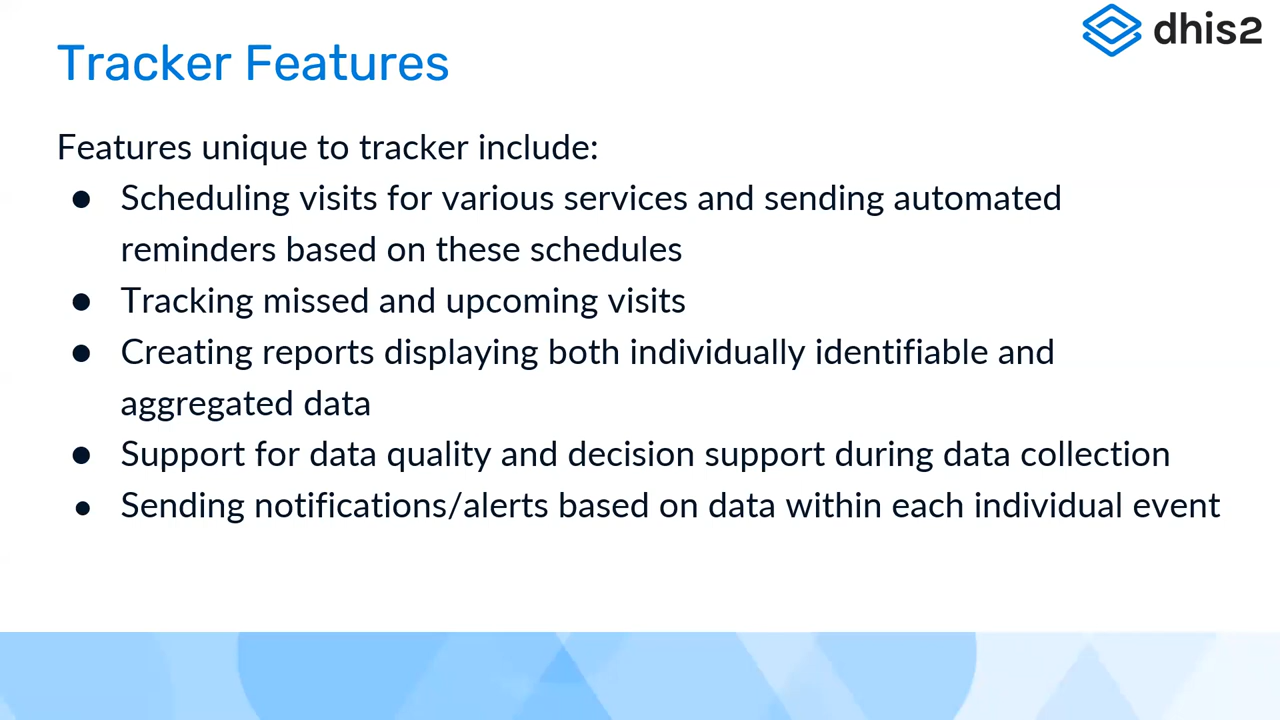 dhis2
Tracker Features
Features unique to tracker include:
● Scheduling visits for various services and sending automated
reminders based on these schedules
● Tracking missed and upcoming visits
● Creating reports displaying both individually identifiable and
aggregated data
● Support for data quality and decision support during data collection
● Sending notifications/alerts based on data within each individual event